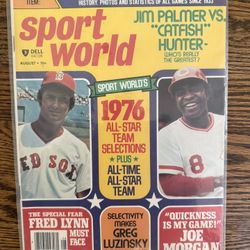 ITEM:
HISTORY, PHOTOS AND STATISTICS OF ALL GAMES SINCE 1933
sport
world
DELL
AUGUST
JIM PALMER VS.
"CATFISH"
HUNTER-
WHO'S REALLY
THE GREATEST?
SPORT WORLD'S
1976
ALL-STAR
TEAM
SELECTIONS
PLUS
ALL-TIME
ALL-STAR
TEAM
RED SOX
8
THE SPECIAL FEAR
FRED LYNN
MUST
FACE
SELECTIVITY
MAKES
GREG
LUZINSKI
"QUICKNESS
IS MY GAME!"
JOE
MORGAN